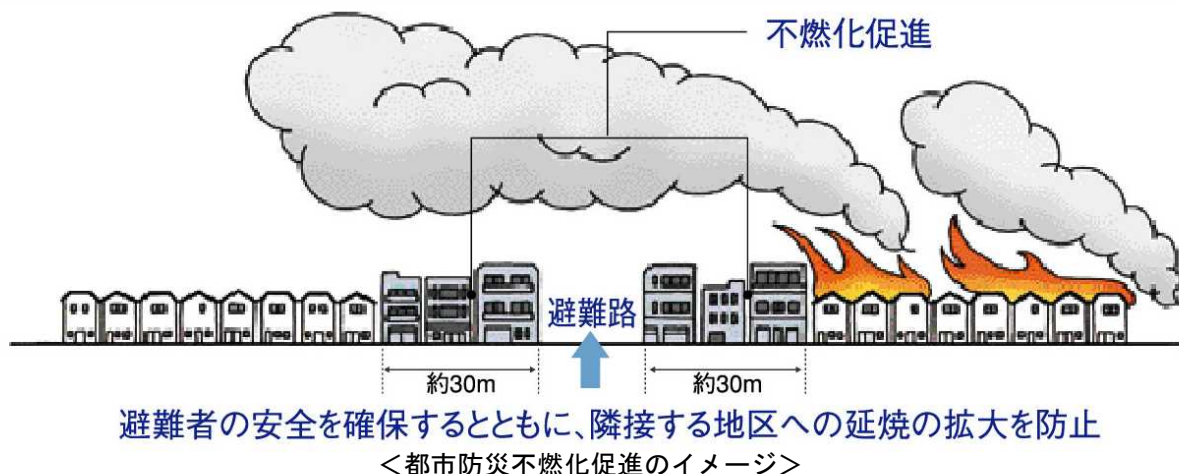 不燃化促進
避難路
約30m
約30m
避難者の安全を確保するとともに、隣接する地区への延焼の拡大を防止
＜都市防災不燃化促進のイメージ＞